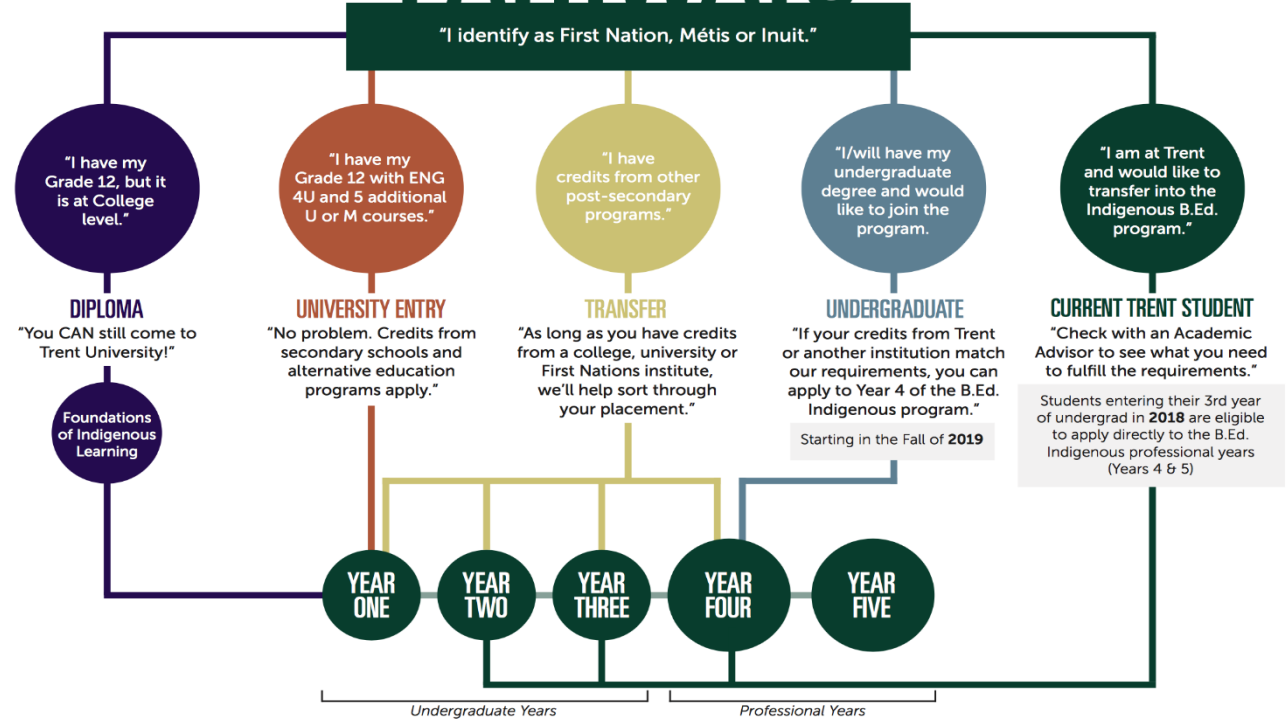 "I identify as First Nation, Métis or Inuit."
"I have my
Grade 12, but it
is at College
level."
"I have my
Grade 12 with ENG
4U and 5 additional
U or M courses."
"I have
credits from other
post-secondary
programs."
"I/will have my
undergraduate
degree and would
like to join the
program.
"I am at Trent
and would like to
transfer into the
Indigenous B.Ed.
program."
DIPLOMA
"You CAN still come to
Trent University!"
Foundations
of Indigenous
Learning
UNIVERSITY ENTRY
"No problem. Credits from
secondary schools and
alternative education
programs apply."
TRANSFER
"As long as you have credits
from a college, university or
First Nations institute,
we'll help sort through
your placement."
UNDERGRADUATE
"If your credits from Trent
or another institution match
our requirements, you can
apply to Year 4 of the B.Ed.
Indigenous program."
Starting in the Fall of 2019
CURRENT TRENT STUDENT
"Check with an Academic
Advisor to see what you need
to fulfill the requirements."
Students entering their 3rd year
of undergrad in 2018 are eligible
to apply directly to the B.Ed.
Indigenous professional years
(Years 4 & 5)
YEAR
ONE
YEAR
TWO
YEAR
THREE
YEAR
FOUR
YEAR
FIVE
Undergraduate Years
Professional Years